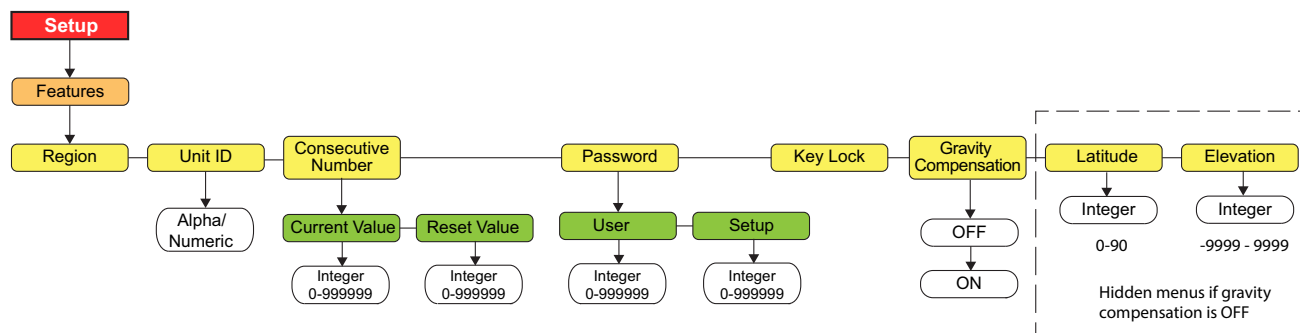 Setup
Features
Region
Unit ID
Consecutive
Number
Password
Key Lock
Gravity
Compensation
Latitude
Elevation
Alpha/
Numeric
Current Value
Reset Value
User
Setup
OFF
ON
Integer
Integer
0-90
-9999 - 9999
Integer
0-999999
Integer
0-999999
Integer
0-999999
Integer
0-999999
Hidden menus if gravity
compensation is OFF